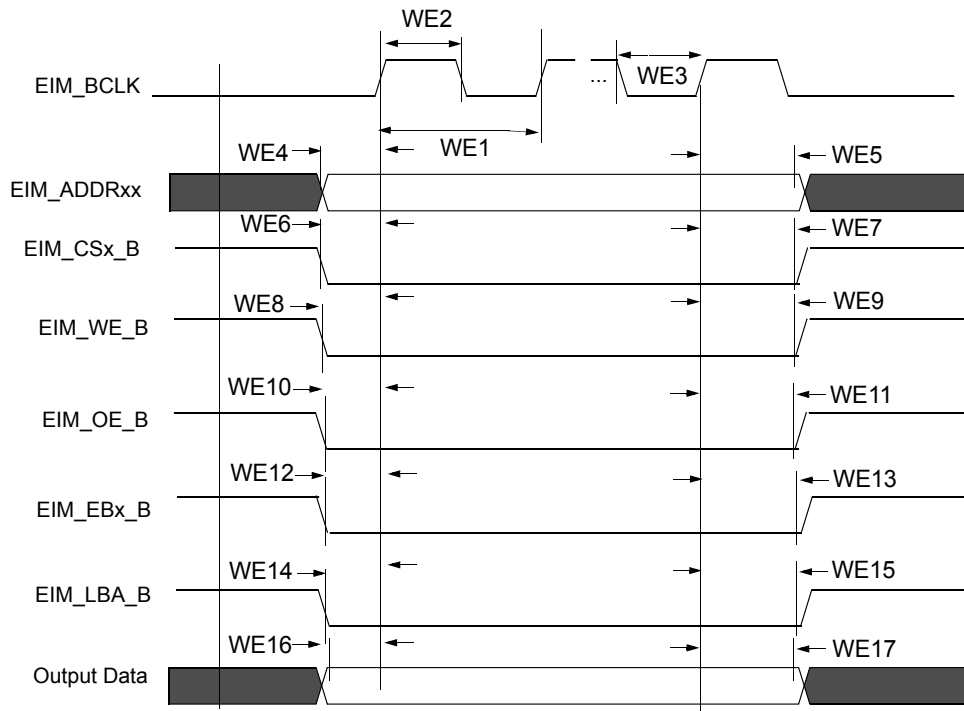 WE2
EIM_BCLK
...
WE3
WE4
WE1
WE5
EIM_ADDRxx
WE6
WE7
EIM_CSx_B
WE8
WE9
EIM_WE_B
WE10
WE11
EIM_OE_B
WE12
WE13
EIM_EBx_B
WE14
WE15
EIM_LBA_B
WE16
WE17
Output Data